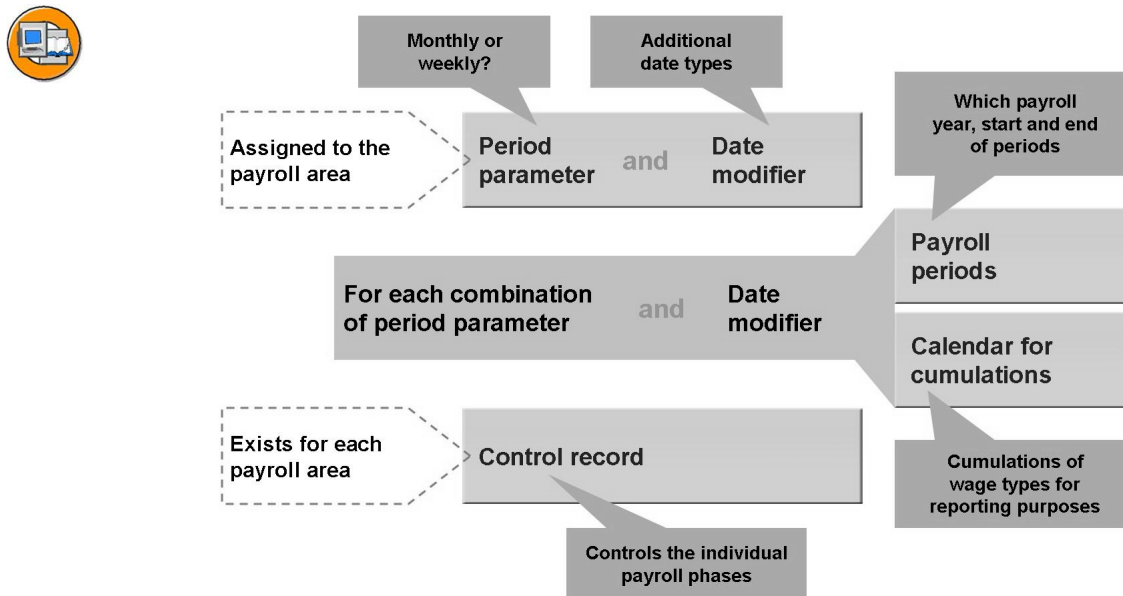 Monthly or
weekly?
Additional
date types
Which payroll
year, start and end
of periods
Assigned to the
payroll area
Period
parameter
and
Date
modifier
Payroll
periods
For each combination
of period parameter
and
Date
modifier
Calendar for
cumulations
Exists for each
payroll area
Control record
Cumulations of
wage types for
reporting purposes
Controls the individual
payroll phases